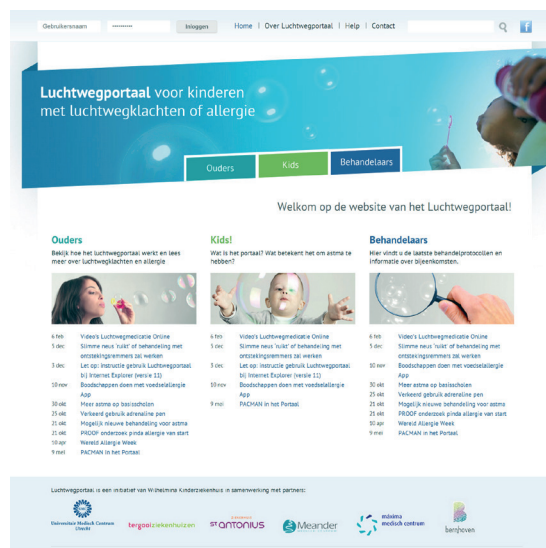 Gebruikersnaam ••••••••••• Inloggen Home | Over Luchtwegportaal | Help | Contact
Luchtwegportaal voor kinderen
met luchtwegklachten of allergie
Ouders Kids Behandelaars
Welkom op de website van het Luchtwegportaal!
Ouders
Bekijk hoe het luchtwegportaal werkt en lees
meer over luchtwegklachten en allergie
6 feb Video's Luchtwegmedicatie Online
5 dec Slimme neus 'ruikt' of behandeling met
ontstekingsremmers zal werken
3 dec Let op: instructie gebruik Luchtwegportaal
bij Internet Explorer (versie 11)
10 nov Boodschappen doen met voedselallergie
App
30 okt Meer astma op basisscholen
25 okt Verkeerd gebruik adrenaline pen
21 okt Mogelijk nieuwe behandeling voor astma
21 okt PROOF onderzoek pinda allergie van start
10 apr Wereld Allergie Week
9 mei PACMAN in het Portaal
Kids!
Wat is het portaal? Wat betekent het om astma te
hebben?
6 feb Video's Luchtwegmedicatie Online
5 dec Slimme neus 'ruikt' of behandeling met
ontstekingsremmers zal werken
3 dec Let op: instructie gebruik Luchtwegportaal
bij Internet Explorer (versie 11)
10 nov Boodschappen doen met voedselallergie
App
9 mei PACMAN in het Portaal
Behandelaars
Hier vindt u de laatste behandelprotocollen en
informatie over bijeenkomsten.
6 feb Video's Luchtwegmedicatie Online
5 dec Slimme neus 'ruikt' of behandeling met
ontstekingsremmers zal werken
10 nov Boodschappen doen met voedselallergie
App
30 okt Meer astma op basisscholen
25 okt Verkeerd gebruik adrenaline pen
21 okt Mogelijk nieuwe behandeling voor astma
21 okt PROOF onderzoek pinda allergie van start
10 apr Wereld Allergie Week
9 mei PACMAN in het Portaal
Luchtwegportaal is een initiatief van Wilhelmina Kinderziekenhuis in samenwerking met partners:
Universitair Medisch Centrum
Utrecht
tergooiziekenhuizen
ST ANTONIUS
Meander
máxima
medisch centrum
bernhoven